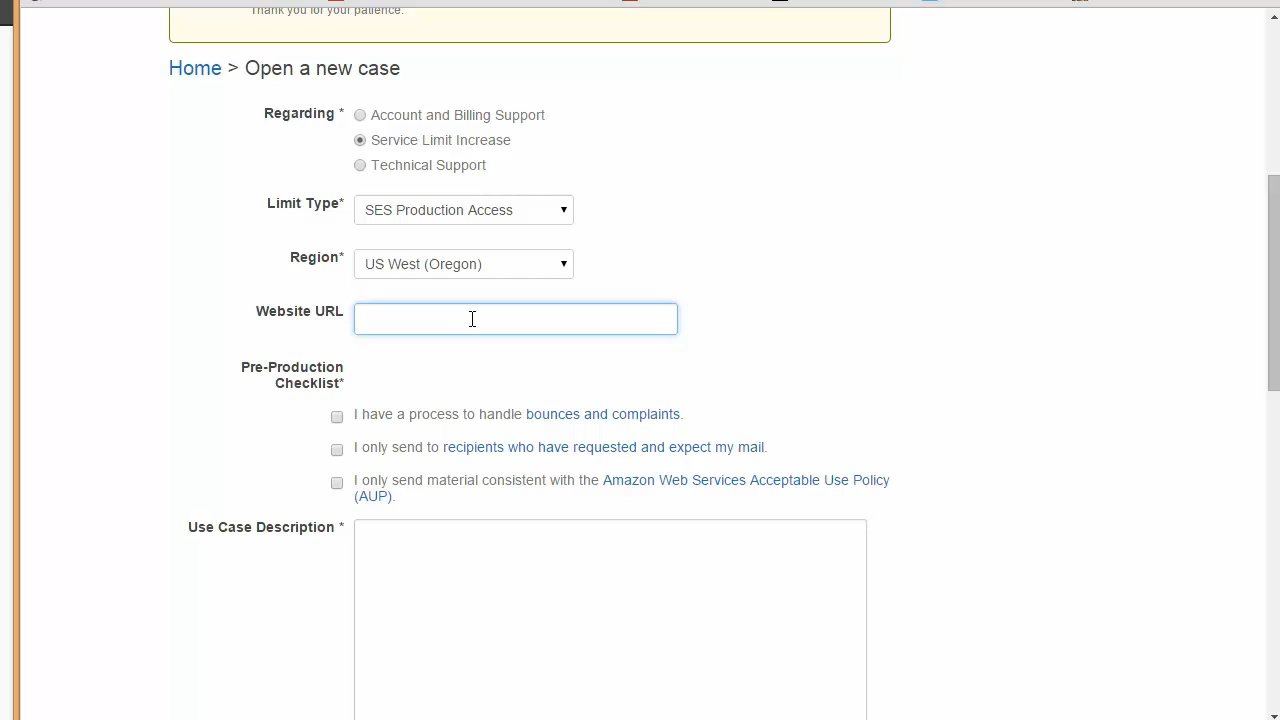 Thank you for your patience.
Home > Open a new case
Regarding *
Account and Billing Support
Service Limit Increase
Technical Support
Limit Type*
SES Production Access
Region*
US West (Oregon)
Website URL
Pre-Production
Checklist*
I have a process to handle bounces and complaints.
I only send to recipients who have requested and expect my mail.
I only send material consistent with the Amazon Web Services Acceptable Use Policy
(AUP).
Use Case Description *